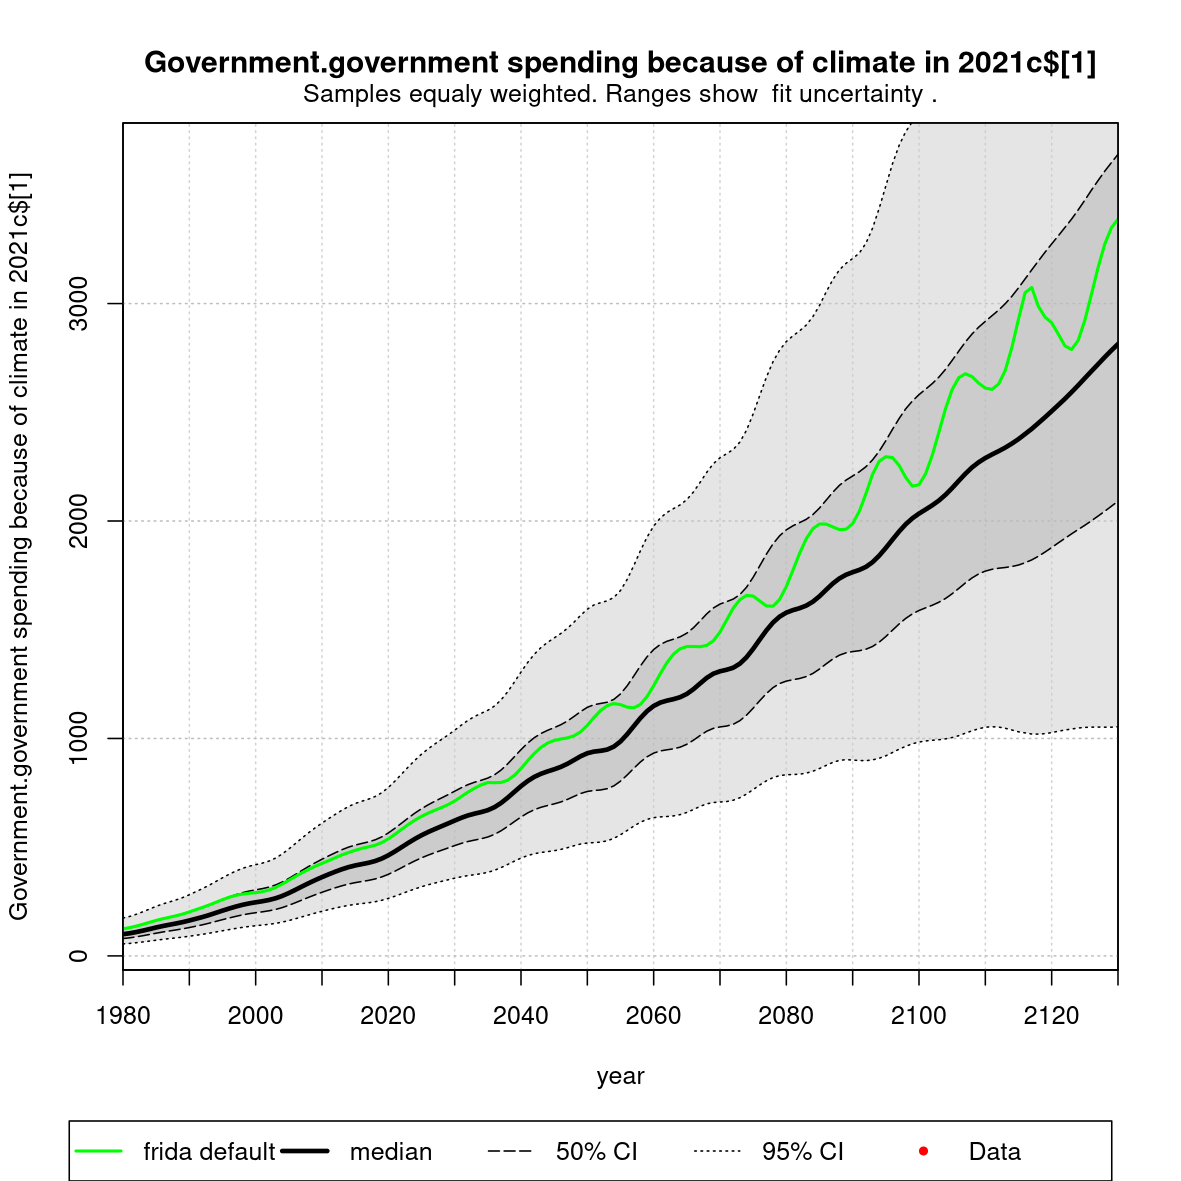 Government.government spending because of climate in 2021c$[1]
Samples equaly weighted. Ranges show  fit uncertainty .
Government.government spending because of climate in 2021c$[1]
3000
2000
1000
0
1980 2000 2020 2040 2060 2080 2100 2120
year
frida default median 50% CI 95% CI Data